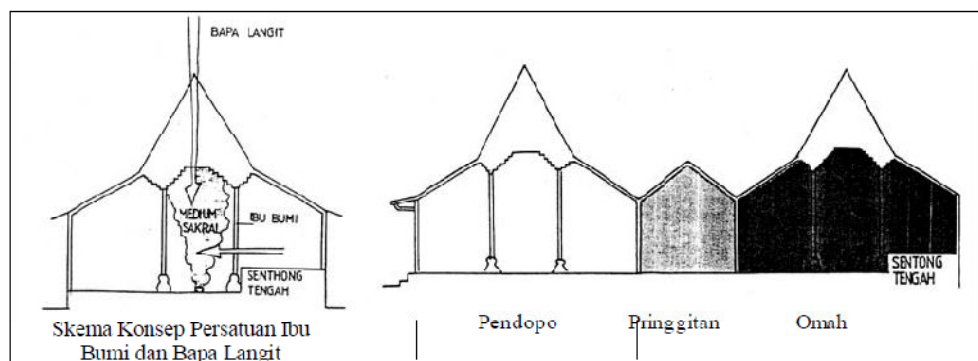 BAPA LANGIT
MEDIUM
SAKRAL
IBU BUMI
SENTHONG
TENGAH
Skema Konsep Persatuan Ibu
Bumi dan Bapa Langit
SENTONG
TENGAH
Pendopo
Pringgitan
Omah